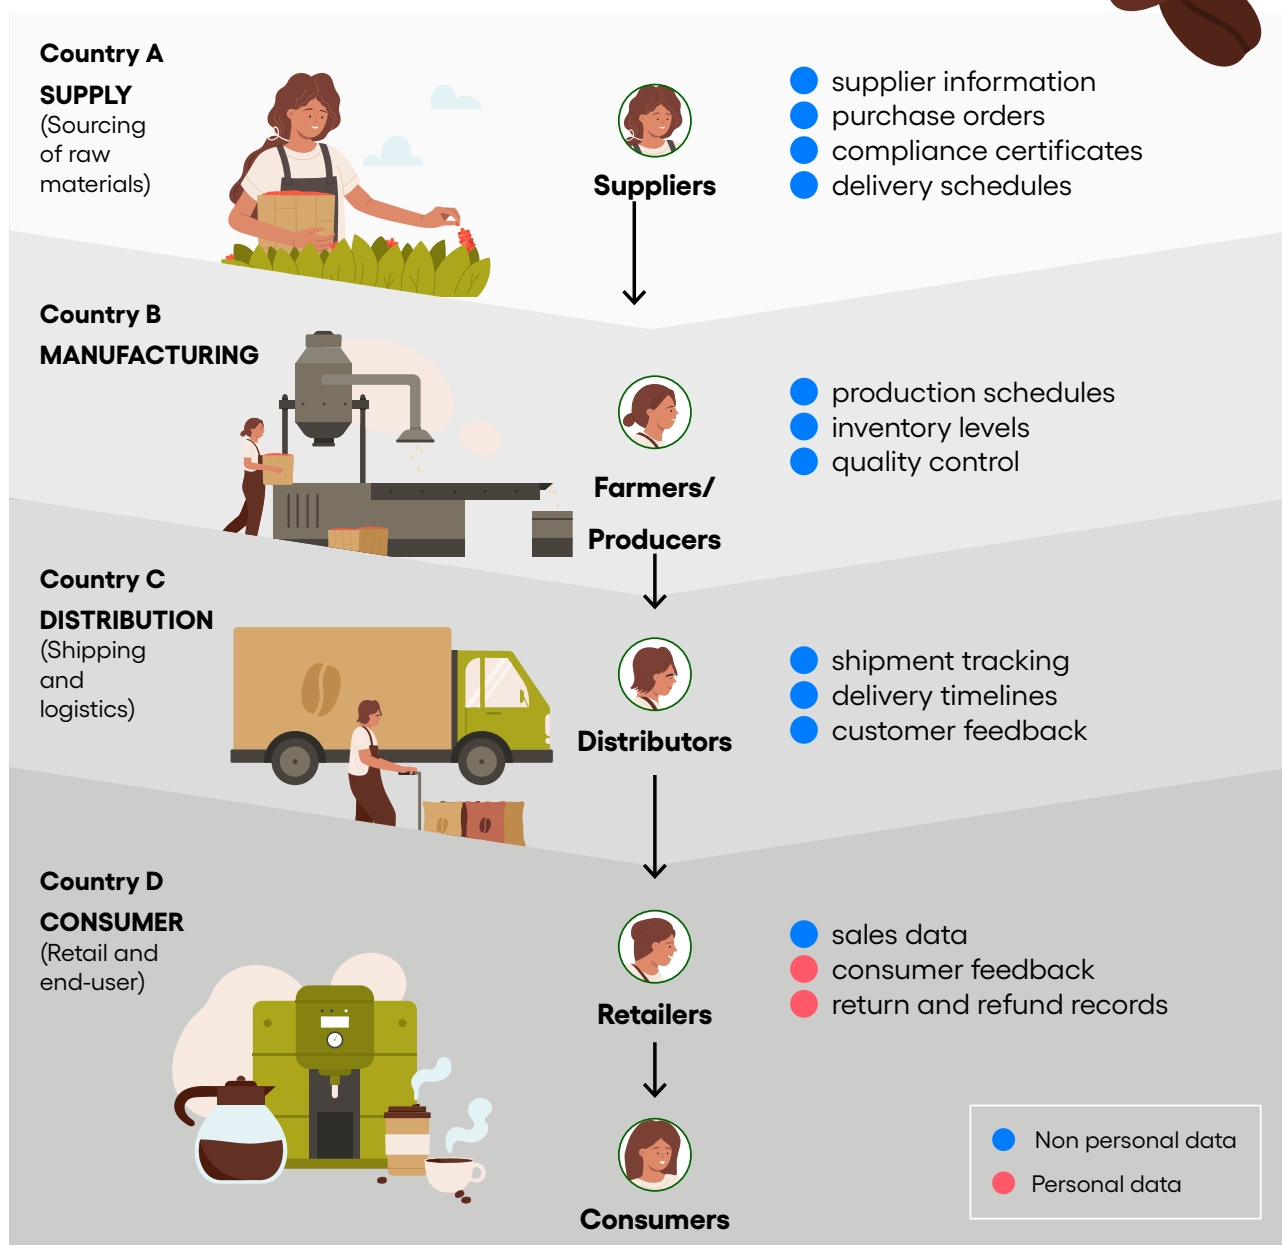 Country A
SUPPLY
(Sourcing
of raw
materials)
Suppliers
supplier information
purchase orders
compliance certificates
delivery schedules
Country B
MANUFACTURING
Farmers/
Producers
production schedules
inventory levels
quality control
Country C
DISTRIBUTION
(Shipping
and
logistics)
Distributors
shipment tracking
delivery timelines
customer feedback
Country D
CONSUMER
(Retail and
end-user)
Retailers
sales data
consumer feedback
return and refund records
Consumers
Non personal data
Personal data